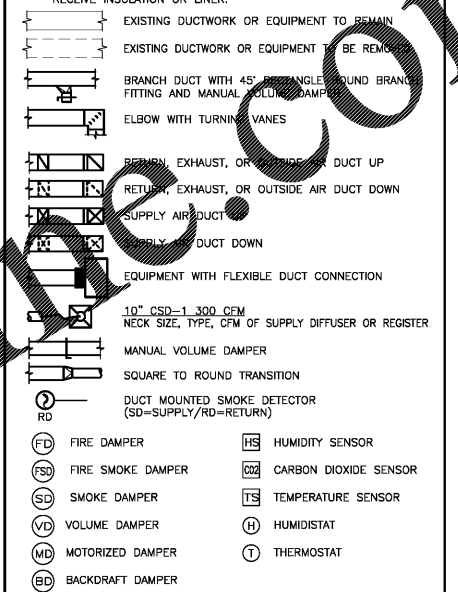 RECEIVE INSULATION OR LINER.
EXISTING DUCTWORK OR EQUIPMENT TO REMAIN
EXISTING DUCTWORK OR EQUIPMENT TO BE REMOVED
BRANCH DUCT WITH 45° RECTANGLE ROUND BRANCH
FITTING AND MANUAL VOLUME DAMPER
ELBOW WITH TURNING VANES
RETURN, EXHAUST, OR OUTSIDE AIR DUCT UP
RETURN, EXHAUST, OR OUTSIDE AIR DUCT DOWN
SUPPLY AIR DUCT UP
SUPPLY AIR DUCT DOWN
EQUIPMENT WITH FLEXIBLE DUCT CONNECTION
10" CSD-1 300 CFM
NECK SIZE, TYPE, CFM OF SUPPLY DIFFUSER OR REGISTER
MANUAL VOLUME DAMPER
SQUARE TO ROUND TRANSITION
DUCT MOUNTED SMOKE DETECTOR
RD (SD=SUPPLY/RD=RETURN)
FD FIRE DAMPER
FSD FIRE SMOKE DAMPER
SD SMOKE DAMPER
VD VOLUME DAMPER
MD MOTORIZED DAMPER
BD BACKDRAFT DAMPER
HS HUMIDITY SENSOR
CO2 CARBON DIOXIDE SENSOR
TS TEMPERATURE SENSOR
H HUMIDISTAT
T THERMOSTAT
ne.co